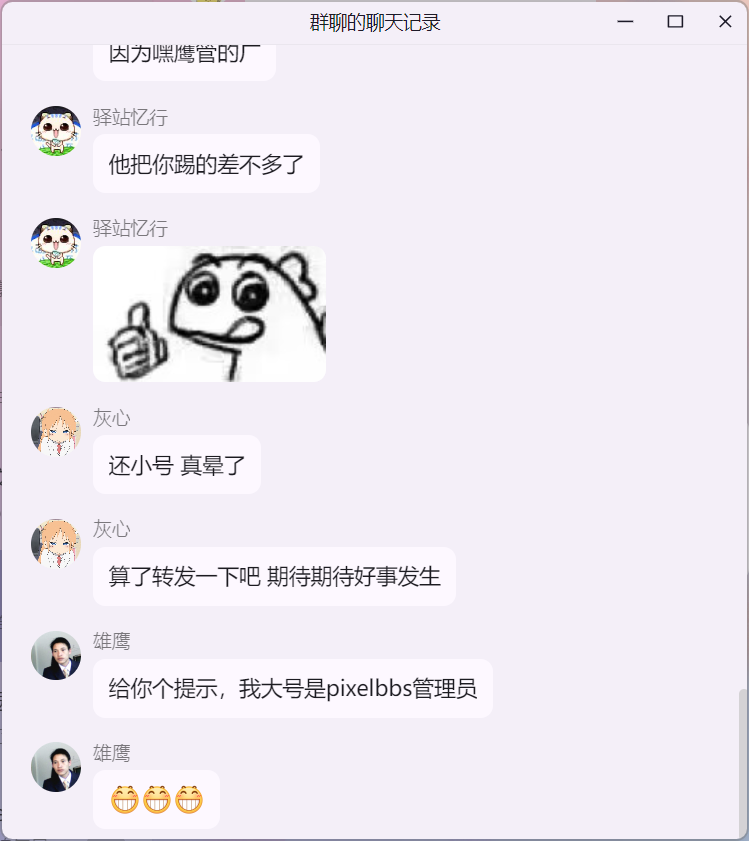 群聊的聊天记录
因为嘿鹰管的严
驿站忆行
他把你踢的差不多了
驿站忆行
灰心
还小号 真晕了
灰心
算了转发一下吧 期待期待好事发生
雄鹰
给你个提示，我大号是pixelbbs管理员
雄鹰
😁😁😁